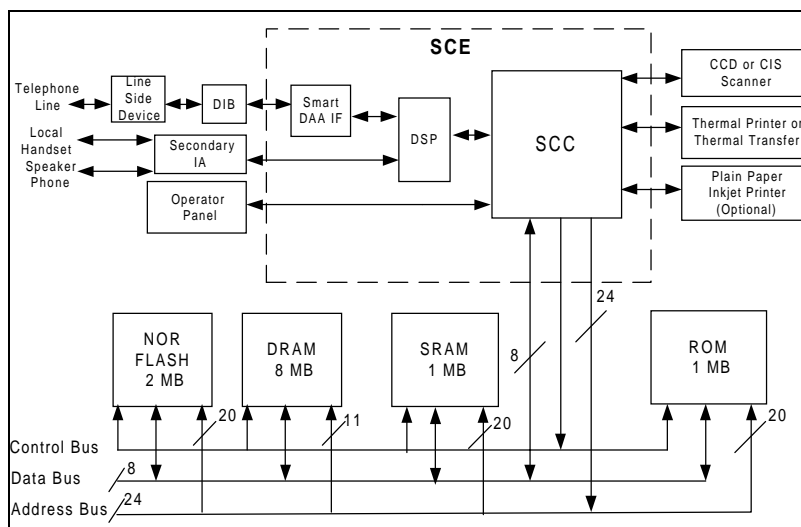 SCE
Telephone
Line
Line
Side
Device
DIB
Smart
DAA IF
DSP
SCC
CCD or CIS
Scanner
Local
Handset
Speaker
Phone
Secondary
IA
Thermal Printer or
Thermal Transfer
Operator
Panel
Plain Paper
Inkjet Printer
(Optional)
24
8
NOR
FLASH
2 MB
DRAM
8 MB
SRAM
1 MB
ROM
1 MB
20
11
20
20
Control Bus
Data Bus
8
Address Bus
24